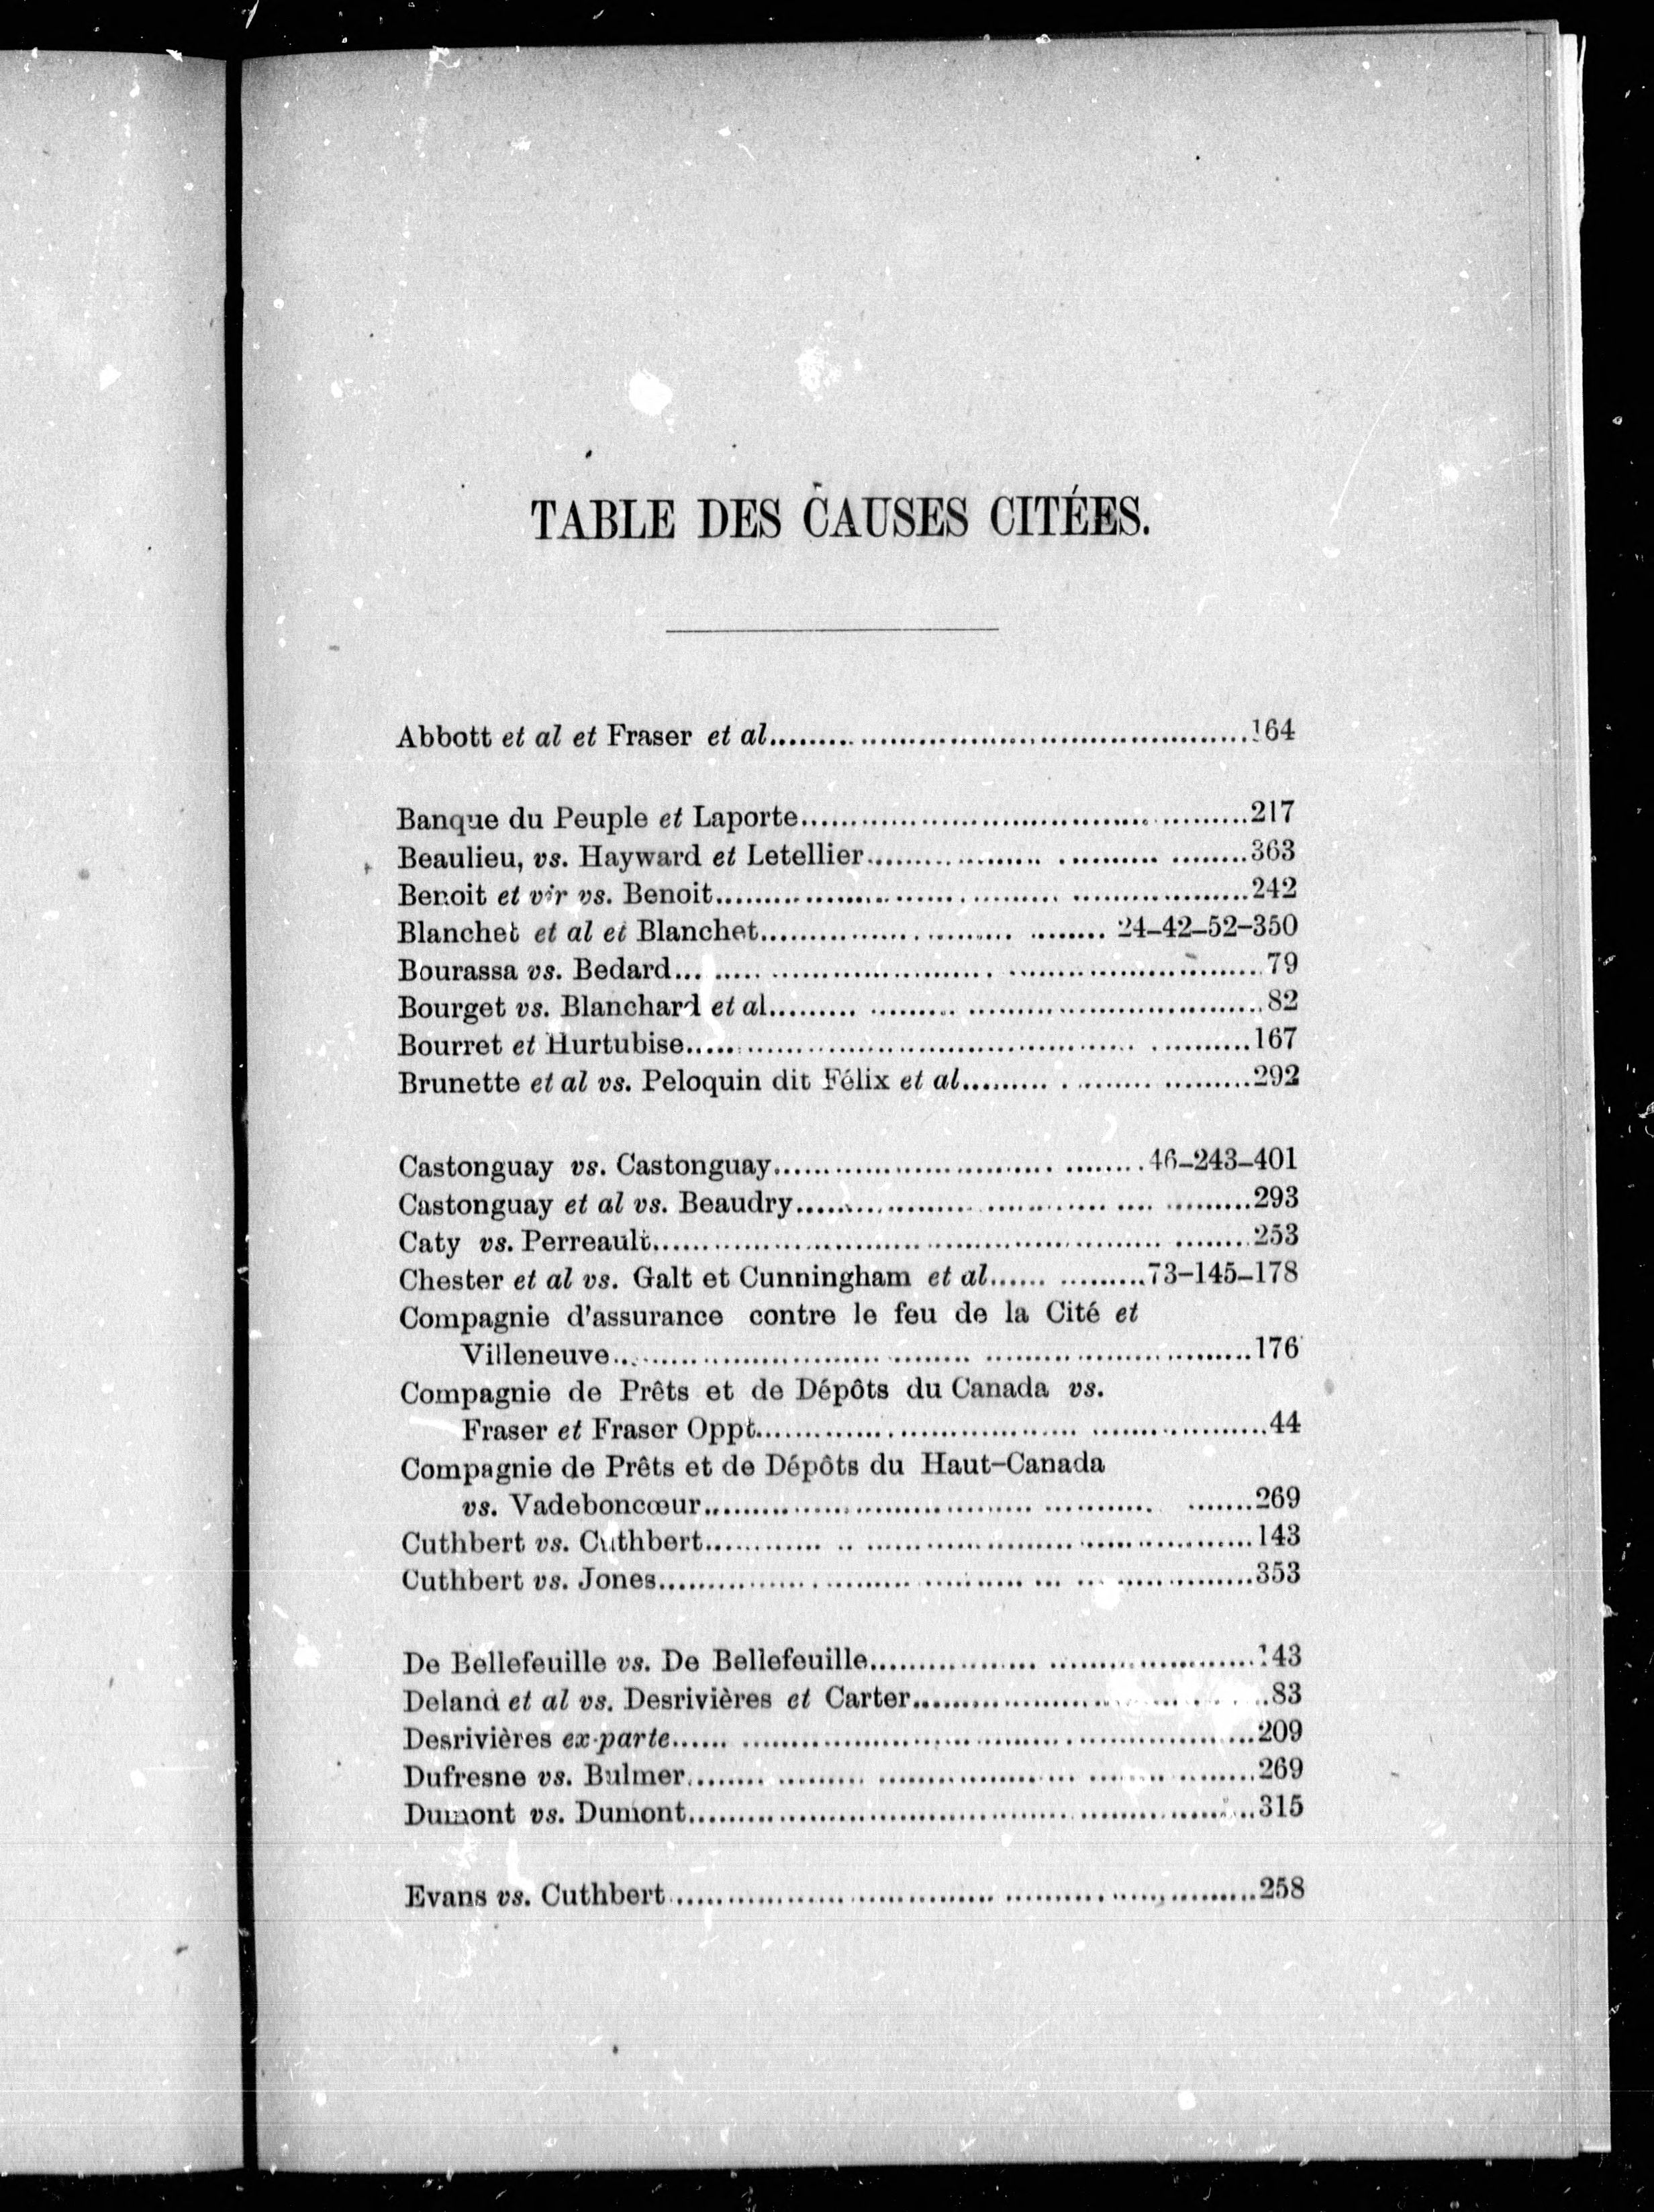 TABLE DES CAUSES CITÉES.
Abbott et al et Fraser et al.......................................................164
Banque du Peuple et Laporte..................................................217
Beaulieu, vs. Hayward et Letellier..........................................363
Benoit et vir vs. Benoit............................................................242
Blanchet et al et Blanchet................................ 24-42-52-350
Bourassa vs. Bedard..................................................................79
Bourget vs. Blanchard et al.......................................................82
Bourret et Hurtubise................................................................167
Brunette et al vs. Peloquin dit Félix et al..............................292
Castonguay vs. Castonguay....................................46-243-401
Castonguay et al vs. Beaudry..................................................293
Caty vs. Perreault....................................................................253
Chester et al vs. Galt et Cunningham et al...............73-145-178
Compagnie d'assurance contre le feu de la Cité et
Villeneuve..................................................................176
Compagnie de Prêts et de Dépôts du Canada vs.
Fraser et Fraser Oppt....................................................44
Compagnie de Prêts et de Dépôts du Haut-Canada
vs. Vadeboncœur.......................................................269
Cuthbert vs. Cuthbert..............................................................143
Cuthbert vs. Jones....................................................................353
De Bellefeuille vs. De Bellefeuille..........................................143
Deland et al vs. Desrivières et Carter.......................................83
Desrivières ex-parte.................................................................209
Dufresne vs. Bulmer................................................................269
Dumont vs. Dumont.................................................................315
Evans vs. Cuthbert...................................................................258